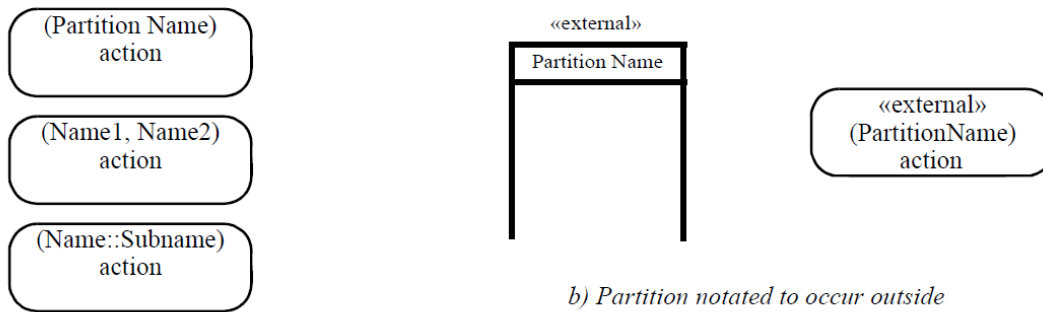 (Partition Name)
action
(Name1, Name2)
action
(Name::Subname)
action
«external»
Partition Name
«external»
(PartitionName)
action
b) Partition notated to occur outside